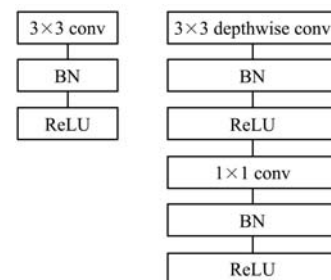 3×3 conv
BN
ReLU
3×3 depthwise conv
BN
ReLU
1×1 conv
BN
ReLU